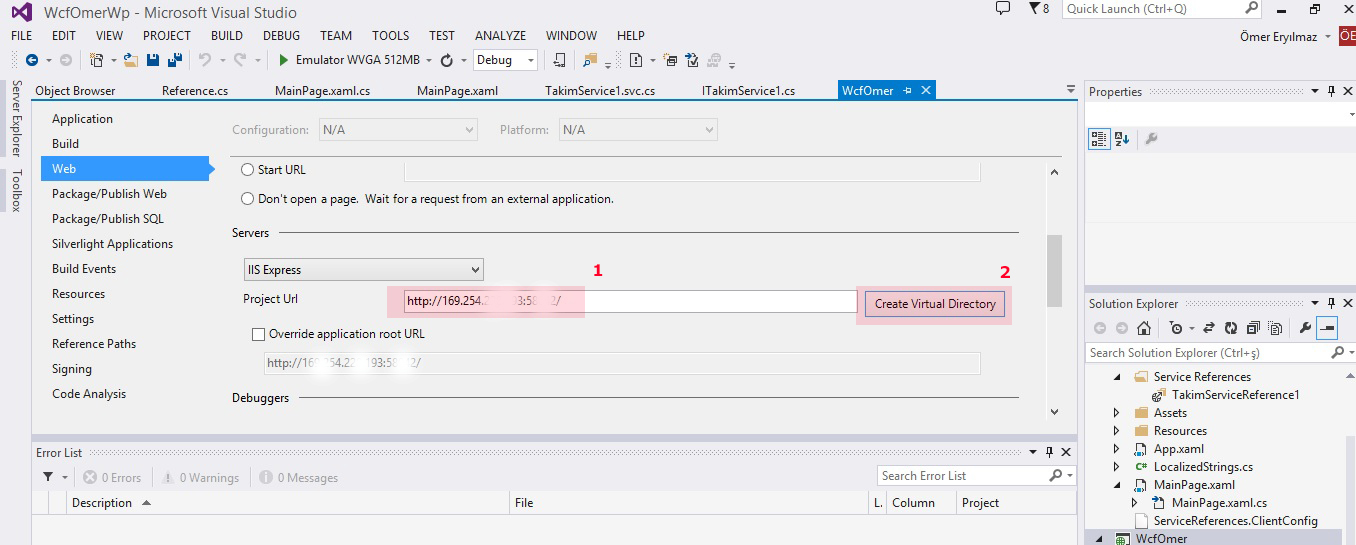 WcfOmerWp - Microsoft Visual Studio
8
Quick Launch (Ctrl+Q)
FILE EDIT VIEW PROJECT BUILD DEBUG TEAM TOOLS TEST ANALYZE WINDOW HELP
Ömer Eryılmaz
ÖE
Emulator WVGA 512MB
Debug
Server Explorer
Toolbox
Object Browser Reference.cs MainPage.xaml.cs MainPage.xaml TakimService1.svc.cs ITakimService1.cs WcfOmer
Application
Build
Web
Package/Publish Web
Package/Publish SQL
Silverlight Applications
Build Events
Resources
Settings
Reference Paths
Signing
Code Analysis
Configuration: N/A Platform: N/A
Start URL
Don't open a page. Wait for a request from an external application.
Servers
IIS Express
1
2
Project Url http://169.254. 93:58 2/ Create Virtual Directory
Override application root URL
http://16 54.22 193:58 2/
Debuggers
Error List
0 Errors 0 Warnings 0 Messages
Search Error List
Description File L. Column Project
Properties
Solution Explorer
Search Solution Explorer (Ctrl+ş)
Service References
TakimServiceReference1
Assets
Resources
App.xaml
LocalizedStrings.cs
MainPage.xaml
MainPage.xaml.cs
ServiceReferences.ClientConfig
WcfOmer